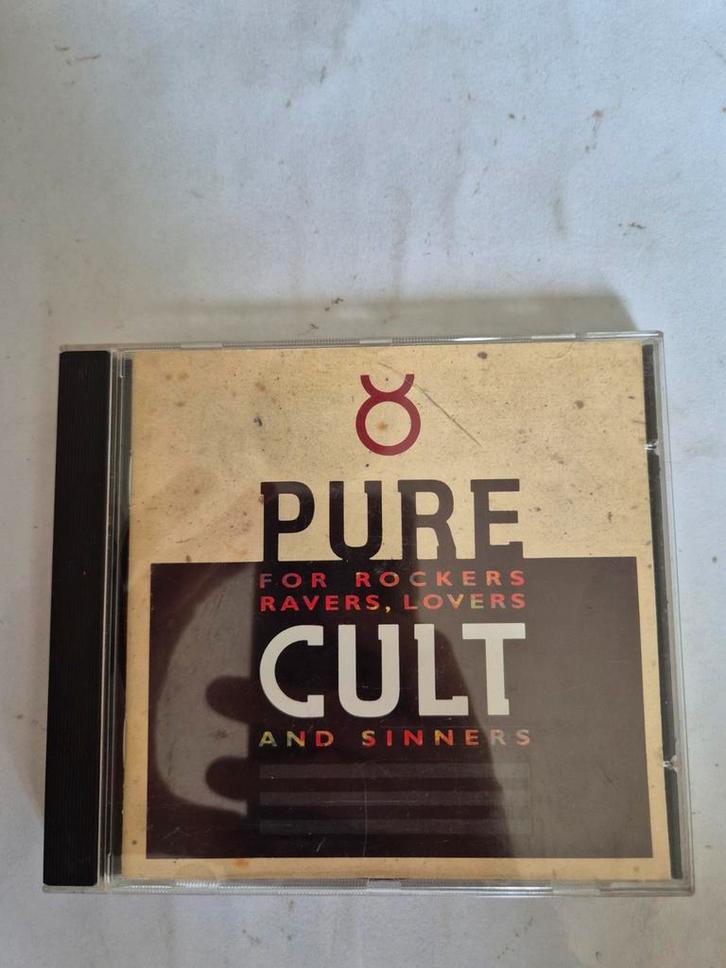 PURE
FOR ROCKERS
RAVERS, LOVERS
CULT
AND SINNERS